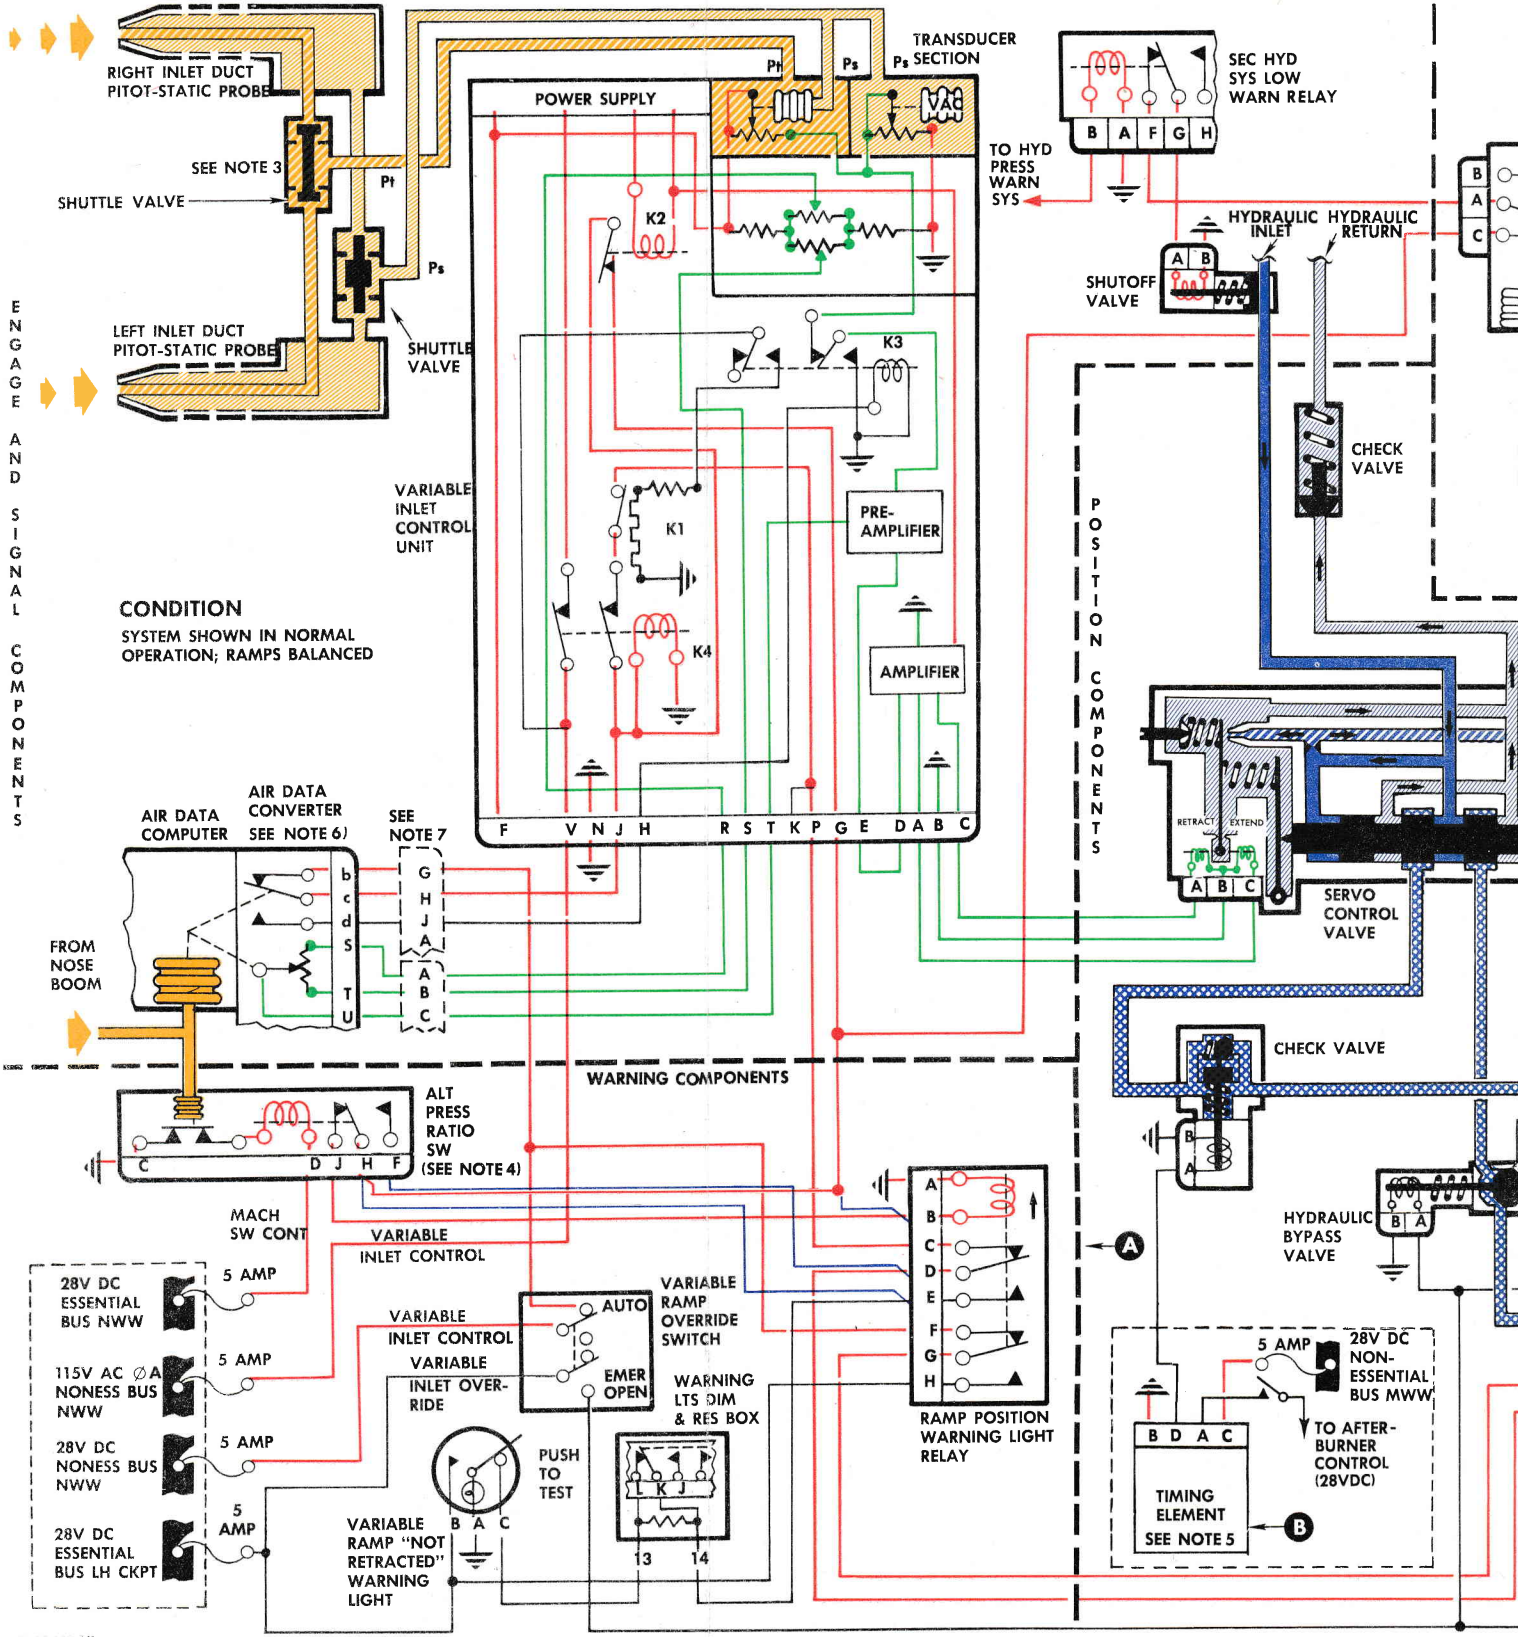 RIGHT INLET DUCT
PITOT-STATIC PROBE
SEE NOTE 3
SHUTTLE VALVE
Pt
Ps
LEFT INLET DUCT
PITOT-STATIC PROBE
SHUTTLE
VALVE
ENGAGE AND SIGNAL COMPONENTS
TRANSDUCER
SECTION
Pt
Ps
Ps
POWER SUPPLY
VAC
K2
K3
K1
K4
PRE-
AMPLIFIER
AMPLIFIER
VARIABLE
INLET
CONTROL
UNIT
F V N J H R S T K P G E D A B C
CONDITION
SYSTEM SHOWN IN NORMAL
OPERATION; RAMPS BALANCED
SEC HYD
SYS LOW
WARN RELAY
B A F G H
TO HYD
PRESS
WARN
SYS
B
A
C
HYDRAULIC
INLET
HYDRAULIC
RETURN
A B
SHUTOFF
VALVE
CHECK
VALVE
POSITION COMPONENTS
RETRACT
EXTEND
A B C
SERVO
CONTROL
VALVE
AIR DATA
COMPUTER
AIR DATA
CONVERTER
SEE NOTE 6)
SEE
NOTE 7
b
c
d
S
T
U
G
H
J
A
A
B
C
FROM
NOSE
BOOM
WARNING COMPONENTS
ALT
PRESS
RATIO
SW
(SEE NOTE 4)
C D J H F
MACH
SW CONT
VARIABLE
INLET CONTROL
28V DC
ESSENTIAL
BUS NWW
5 AMP
115V AC ØA
NONESS BUS
NWW
5 AMP
28V DC
NONESS BUS
NWW
5 AMP
28V DC
ESSENTIAL
BUS LH CKPT
5
AMP
VARIABLE
INLET CONTROL
VARIABLE
INLET OVER-
RIDE
AUTO
EMER
OPEN
VARIABLE
RAMP
OVERRIDE
SWITCH
WARNING
LTS DIM
& RES BOX
L K J
13
14
PUSH
TO
TEST
B A C
VARIABLE
RAMP "NOT
RETRACTED"
WARNING
LIGHT
A
B
C
D
E
F
G
H
RAMP POSITION
WARNING LIGHT
RELAY
A
CHECK VALVE
B
A
HYDRAULIC
BYPASS
VALVE
B A
5 AMP
28V DC
NON-
ESSENTIAL
BUS MWW
TO AFTER-
BURNER
CONTROL
(28VDC)
B D A C
TIMING
ELEMENT
SEE NOTE 5
B